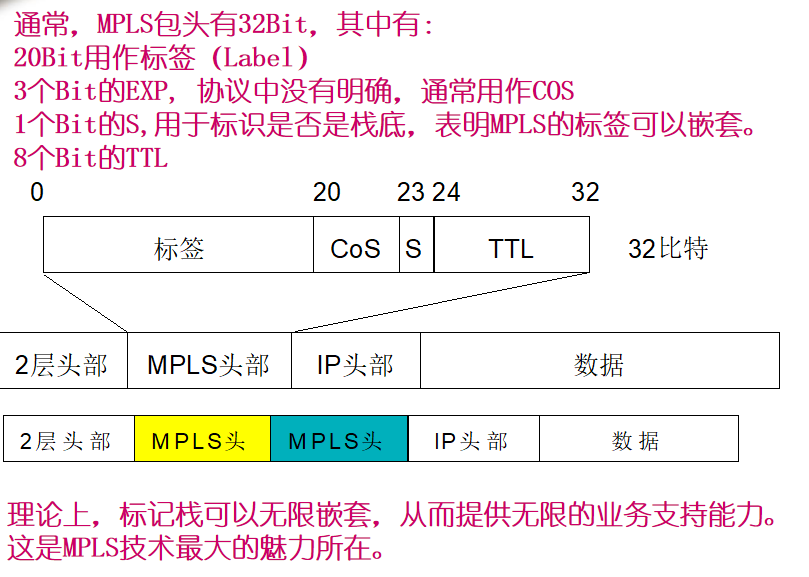 通常，MPLS包头有32Bit，其中有:
20Bit用作标签（Label）
3个Bit的EXP, 协议中没有明确，通常用作COS
1个Bit的S,用于标识是否是栈底，表明MPLS的标签可以嵌套。
8个Bit的TTL
0 20 23 24 32
标签 CoS S TTL 32比特
2层头部 MPLS头部 IP头部 数据
2层头部 MPLS头 MPLS头 IP头部 数据
理论上，标记栈可以无限嵌套，从而提供无限的业务支持能力。
这是MPLS技术最大的魅力所在。